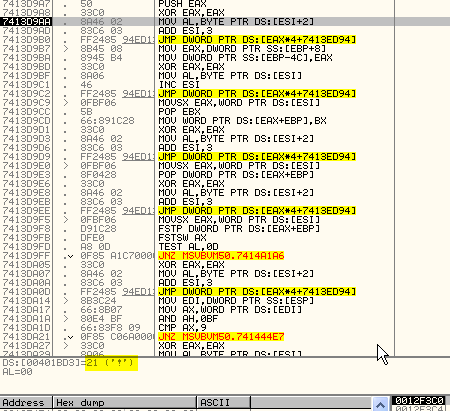 7413D9A7 . 50 PUSH EAX
7413D9A8 . 33C0 XOR EAX,EAX
7413D9AA . 8A46 02 MOV AL,BYTE PTR DS:[ESI+2]
7413D9AD . 83C6 03 ADD ESI,3
7413D9B0 . FF2485 94ED1: JMP DWORD PTR DS:[EAX*4+7413ED94]
7413D9B7 > 8B45 08 MOV EAX,DWORD PTR SS:[EBP+8]
7413D9BA . 8945 B4 MOV DWORD PTR SS:[EBP-4C],EAX
7413D9BD . 33C0 XOR EAX,EAX
7413D9BF . 8A06 MOV AL,BYTE PTR DS:[ESI]
7413D9C1 . 46 INC ESI
7413D9C2 . FF2485 94ED1: JMP DWORD PTR DS:[EAX*4+7413ED94]
7413D9C9 > 0FBF06 MOVSX EAX,WORD PTR DS:[ESI]
7413D9CC . 5B POP EBX
7413D9CD . 66:891C28 MOV WORD PTR DS:[EAX+EBP],BX
7413D9D1 . 33C0 XOR EAX,EAX
7413D9D3 . 8A46 02 MOV AL,BYTE PTR DS:[ESI+2]
7413D9D6 . 83C6 03 ADD ESI,3
7413D9D9 . FF2485 94ED1: JMP DWORD PTR DS:[EAX*4+7413ED94]
7413D9E0 > 0FBF06 MOVSX EAX,WORD PTR DS:[ESI]
7413D9E3 . 8F0428 POP DWORD PTR DS:[EAX+EBP]
7413D9E6 . 33C0 XOR EAX,EAX
7413D9E8 . 8A46 02 MOV AL,BYTE PTR DS:[ESI+2]
7413D9EB . 83C6 03 ADD ESI,3
7413D9EE . FF2485 94ED1: JMP DWORD PTR DS:[EAX*4+7413ED94]
7413D9F5 > 0FBF06 MOVSX EAX,WORD PTR DS:[ESI]
7413D9F8 . D91C28 FSTP DWORD PTR DS:[EAX+EBP]
7413D9FB . DFE0 FSTSW AX
7413D9FD . A8 0D TEST AL,0D
7413D9FF . 0F85 A1C70000 JNZ MSVBVM50.7414A1A6
7413DA05 . 33C0 XOR EAX,EAX
7413DA07 . 8A46 02 MOV AL,BYTE PTR DS:[ESI+2]
7413DA0A . 83C6 03 ADD ESI,3
7413DA0D . FF2485 94ED1: JMP DWORD PTR DS:[EAX*4+7413ED94]
7413DA14 > 8B3C24 MOV EDI,DWORD PTR SS:[ESP]
7413DA17 . 66:8B07 MOV AX,WORD PTR DS:[EDI]
7413DA1A > 80E4 BF AND AH,0BF
7413DA1D . 66:83F8 09 CMP AX,9
7413DA21 . 0F85 C06A0000 JNZ MSVBVM50.741444E7
7413DA27 > 33C0 XOR EAX,EAX
7413DA29 . 8A06 MOV AL,BYTE PTR DS:[ESI]
DS:[00401BD3]=21 ('!')
AL=00
Address Hex dump ASCII
0012F3C0
0012F3C4